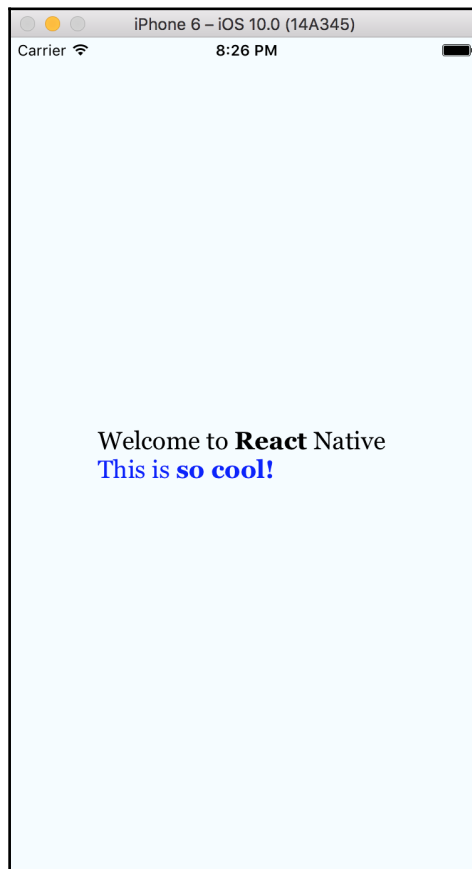 iPhone 6 – iOS 10.0 (14A345)
Carrier 8:26 PM
Welcome to React Native
This is so cool!